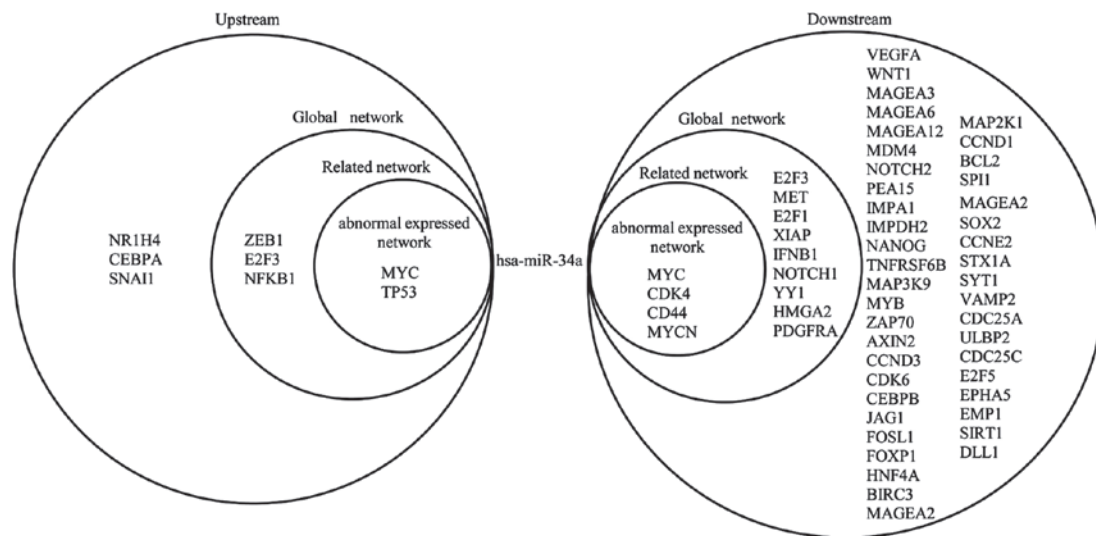 Upstream
Global network
Related network
abnormal expressed
network
MYC
TP53
ZEB1
E2F3
NFKB1
NR1H4
CEBPA
SNAI1
hsa-miR-34a
Downstream
Global network
Related network
abnormal expressed
network
MYC
CDK4
CD44
MYCN
E2F3
MET
E2F1
XIAP
IFNB1
NOTCH1
YY1
HMGA2
PDGFRA
VEGFA
WNT1
MAGEA3
MAGEA6
MAGEA12
MDM4
NOTCH2
PEA15
IMPA1
IMPDH2
NANOG
TNFRSF6B
MAP3K9
MYB
ZAP70
AXIN2
CCND3
CDK6
CEBPB
JAG1
FOSL1
FOXP1
HNF4A
BIRC3
MAGEA2
MAP2K1
CCND1
BCL2
SPI1
MAGEA2
SOX2
CCNE2
STX1A
SYT1
VAMP2
CDC25A
ULBP2
CDC25C
E2F5
EPHA5
EMP1
SIRT1
DLL1